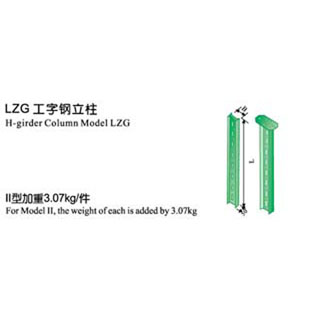 LZG 工字钢立柱
H-girder Column Model LZG
H
L
II型加重3.07kg/件
For Model II, the weight of each is added by 3.07kg